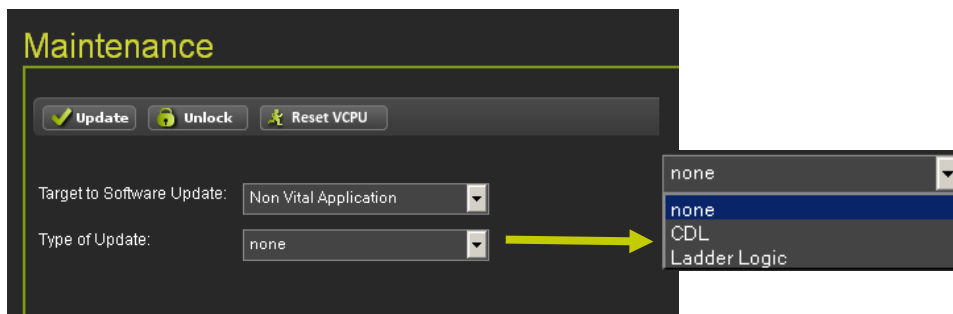 Maintenance
Update Unlock Reset VCPU
Target to Software Update: Non Vital Application
Type of Update: none
none
none
CDL
Ladder Logic